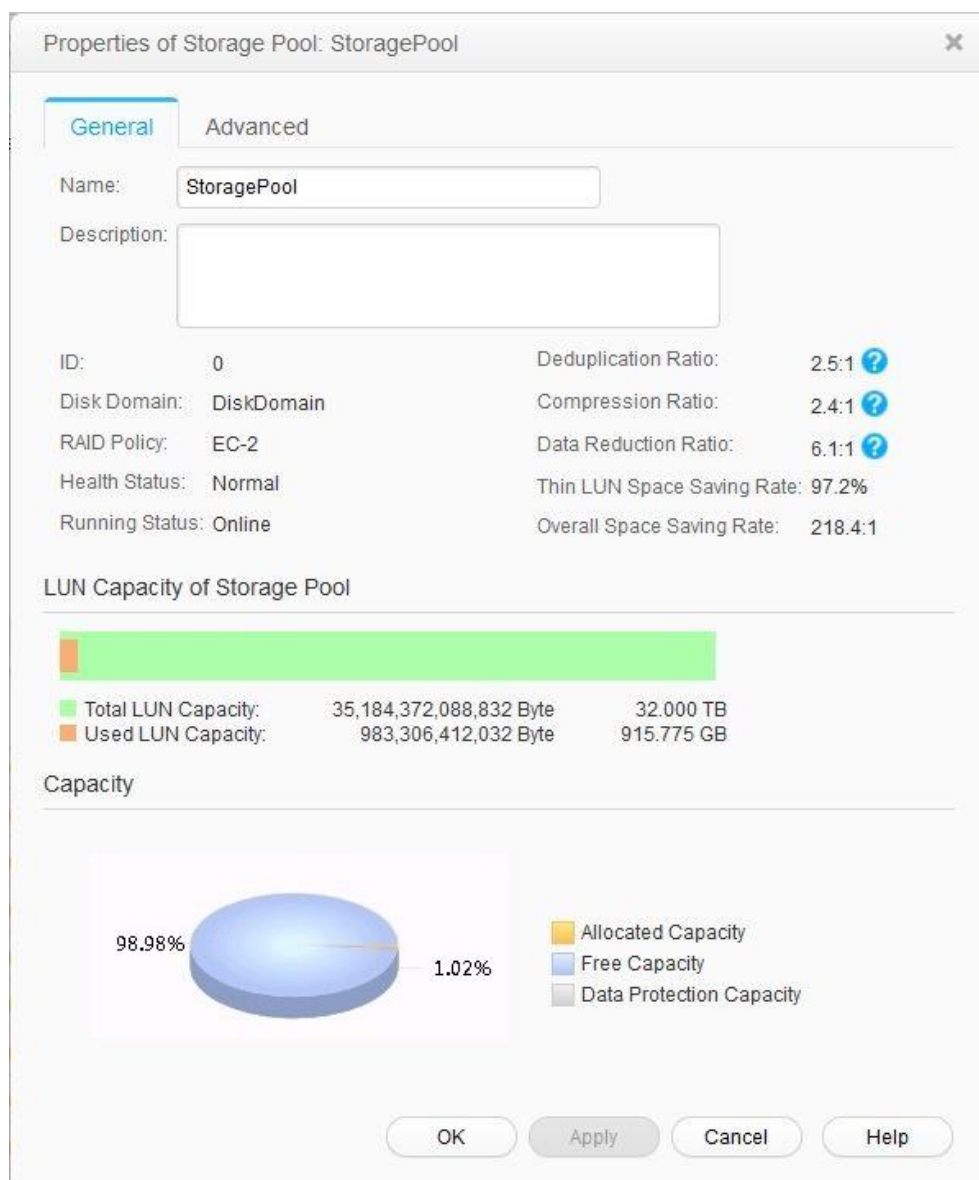 Properties of Storage Pool: StoragePool
General Advanced
Name: StoragePool
Description:
ID: 0
Disk Domain: DiskDomain
RAID Policy: EC-2
Health Status: Normal
Running Status: Online
Deduplication Ratio: 2.5:1 ?
Compression Ratio: 2.4:1 ?
Data Reduction Ratio: 6.1:1 ?
Thin LUN Space Saving Rate: 97.2%
Overall Space Saving Rate: 218.4:1
LUN Capacity of Storage Pool
Total LUN Capacity: 35,184,372,088,832 Byte 32.000 TB
Used LUN Capacity: 983,306,412,032 Byte 915.775 GB
Capacity
98.98%
1.02%
Allocated Capacity
Free Capacity
Data Protection Capacity
OK Apply Cancel Help